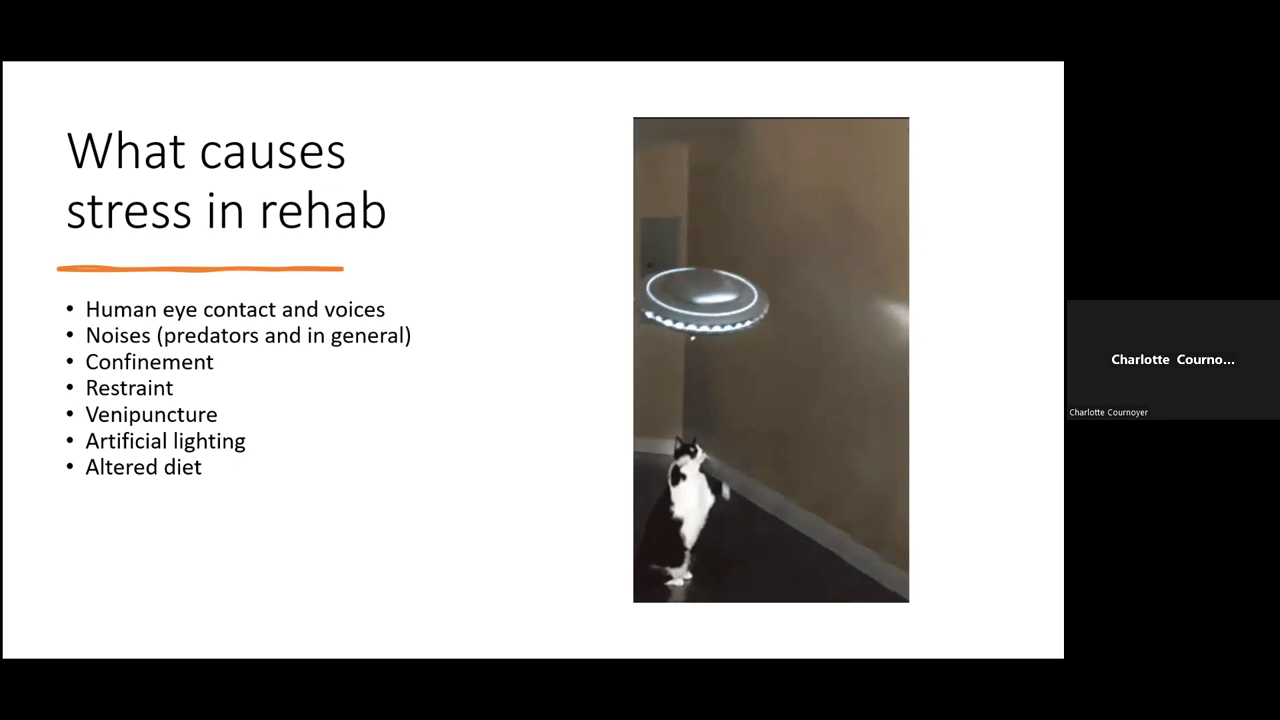 What causes
stress in rehab
• Human eye contact and voices
• Noises (predators and in general)
• Confinement
• Restraint
• Venipuncture
• Artificial lighting
• Altered diet
Charlotte Courno...
Charlotte Cournoyer